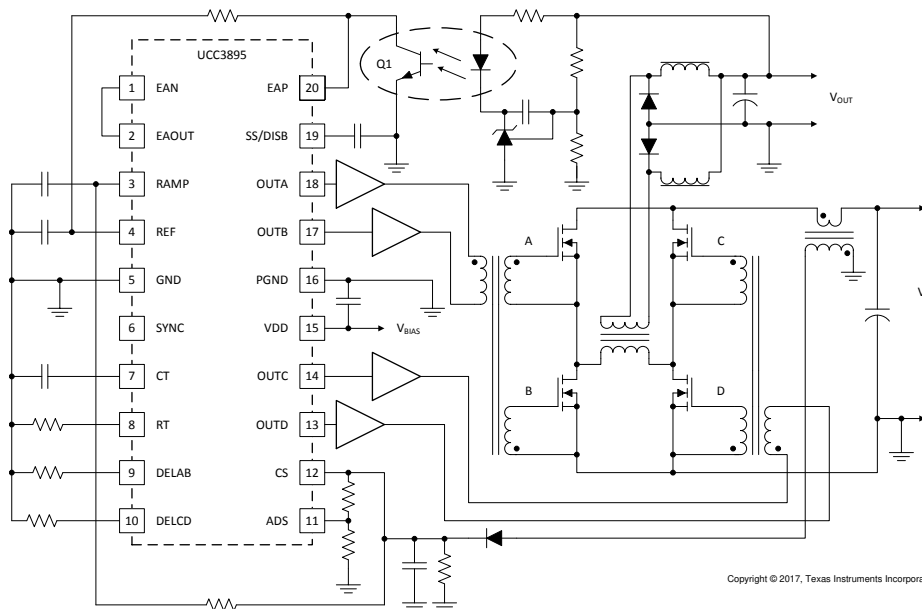 UCC3895
Q1
1 EAN EAP 20
2 EAOUT SS/DISB 19
3 RAMP OUTA 18
4 REF OUTB 17
5 GND PGND 16
6 SYNC VDD 15
7 CT OUTC 14
8 RT OUTD 13
9 DELAB CS 12
10 DELCD ADS 11
VBIAS
VOUT
A
C
B
D
V
Copyright © 2017, Texas Instruments